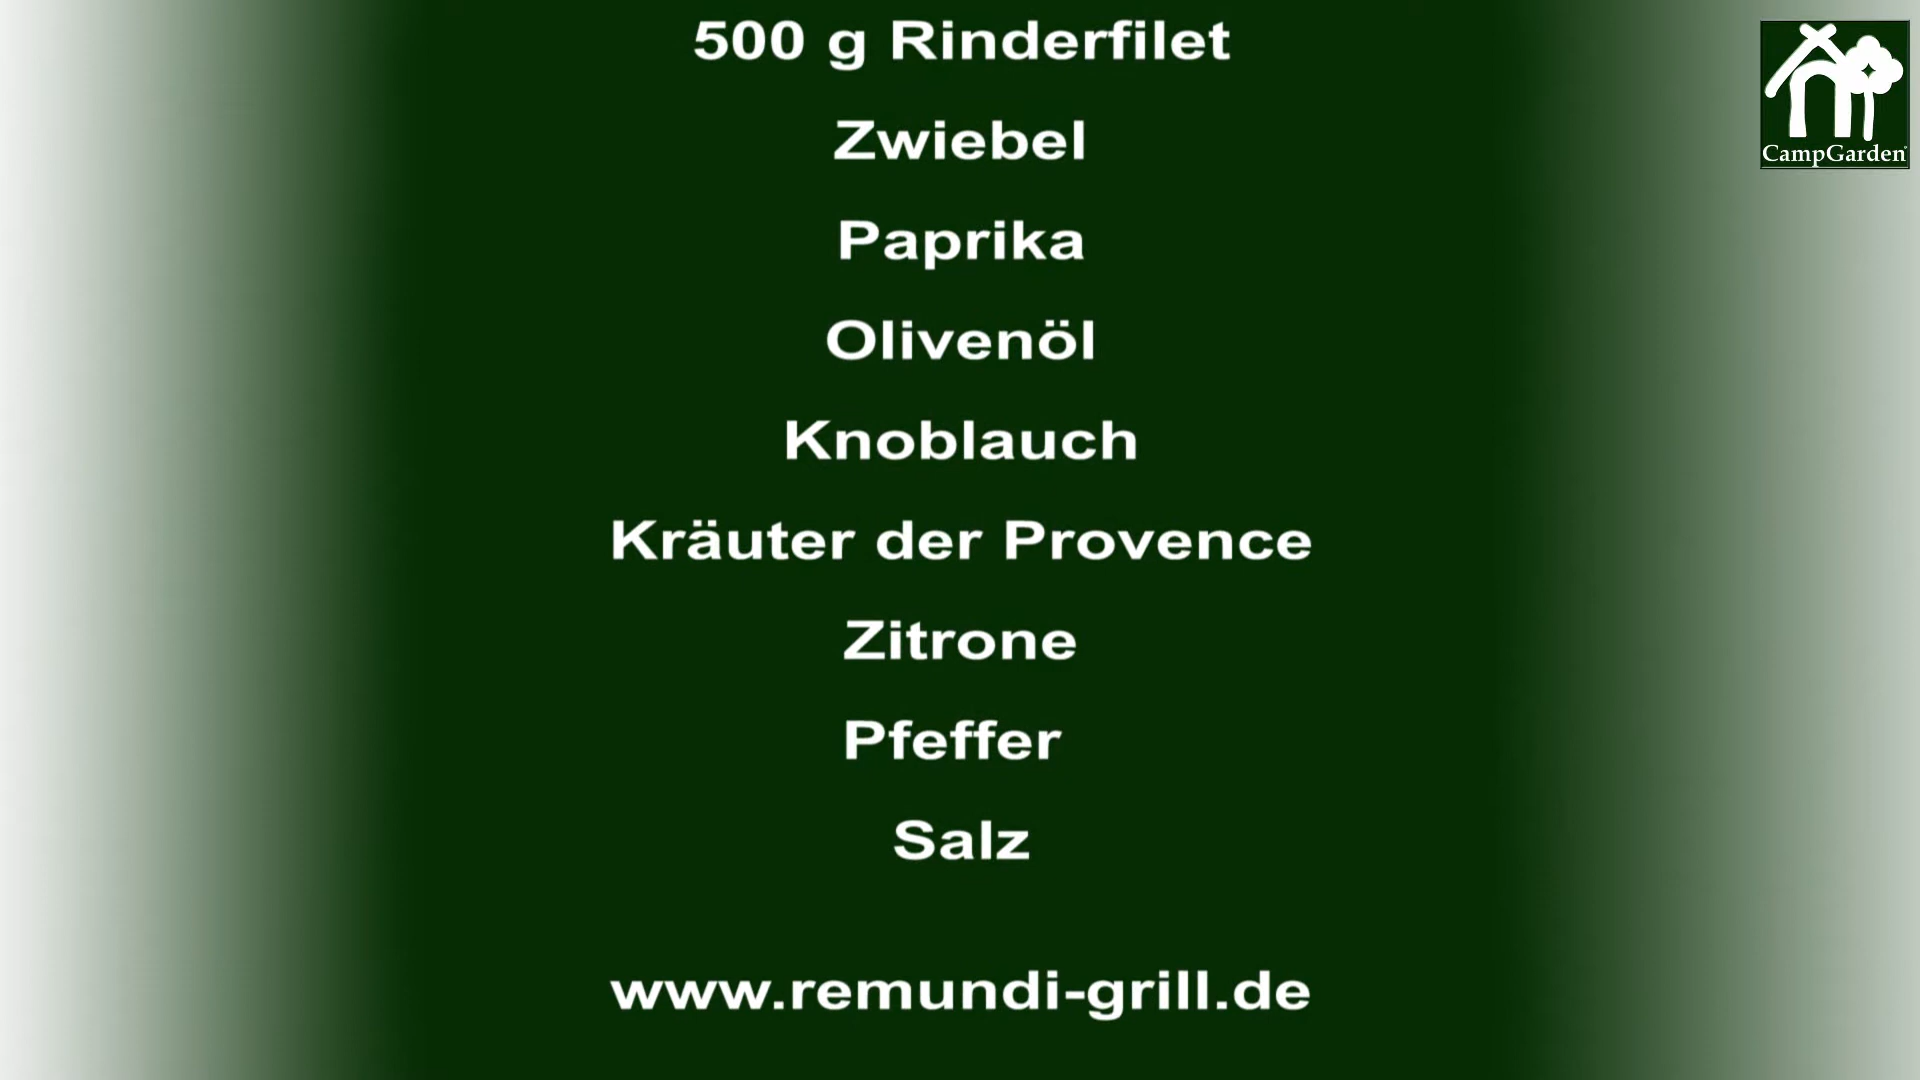 500 g Rinderfilet
CampGarden
Zwiebel
Paprika
Olivenöl
Knoblauch
Kräuter der Provence
Zitrone
Pfeffer
Salz
www.remundi-grill.de